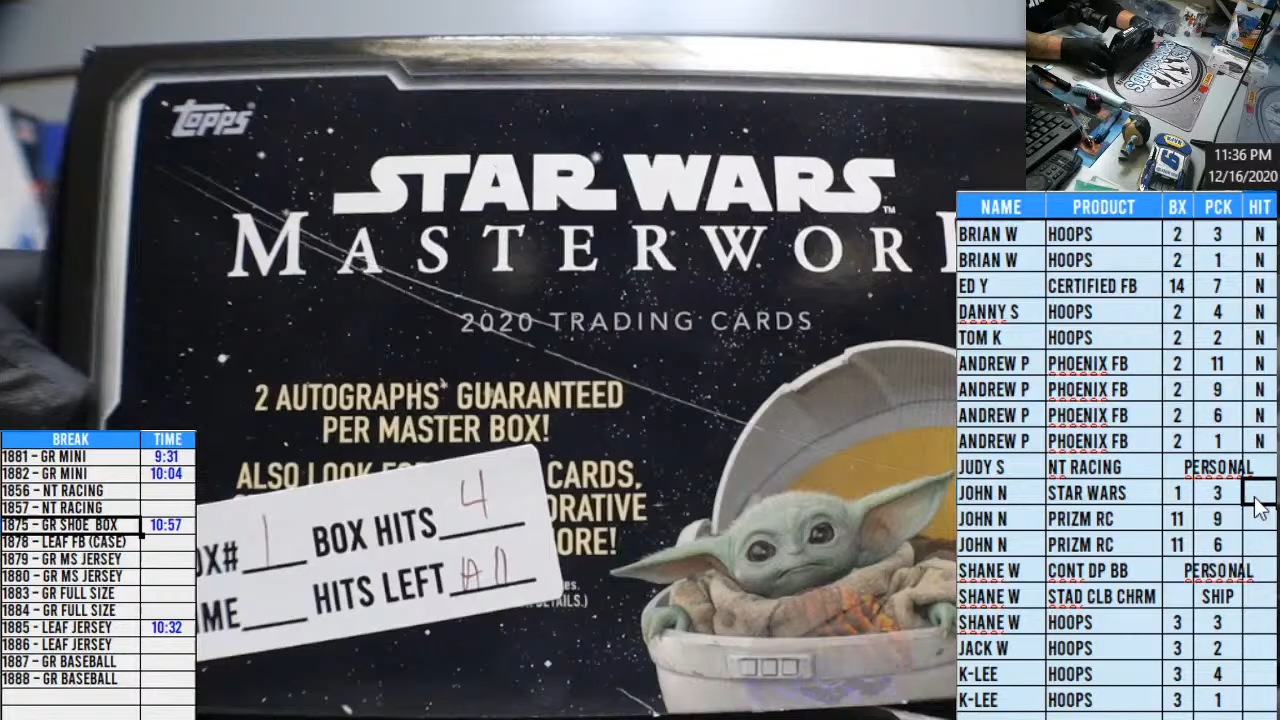 Topps
STAR WARS
TM
MASTERWOR
2020 TRADING CARDS
2 AUTOGRAPHS GUARANTEED
PER MASTER BOX!
ALSO LOOK FO CARDS,
ORATIVE
ORE!
OX# 1 BOX HITS 4
ME HITS LEFT
BREAK TIME
1881 - GR MINI 9:31
1882 - GR MINI 10:04
1856 - NT RACING
1857 - NT RACING
1875 - GR SHOE BOX 10:57
1878 - LEAF FB (CASE)
1879 - GR MS JERSEY
1880 - GR MS JERSEY
1883 - GR FULL SIZE
1884 - GR FULL SIZE
1885 - LEAF JERSEY 10:32
1886 - LEAF JERSEY
1887 - GR BASEBALL
1888 - GR BASEBALL
11:36 PM
12/16/2020
NAME PRODUCT BX PCK HIT
BRIAN W HOOPS 2 3 N
BRIAN W HOOPS 2 1 N
ED Y CERTIFIED FB 14 7 N
DANNY S HOOPS 2 4 N
TOM K HOOPS 2 2 N
ANDREW P PHOENIX FB 2 11 N
ANDREW P PHOENIX FB 2 9 N
ANDREW P PHOENIX FB 2 6 N
ANDREW P PHOENIX FB 2 1 N
JUDY S NT RACING PERSONAL
JOHN N STAR WARS 1 3
JOHN N PRIZM RC 11 9
JOHN N PRIZM RC 11 6
SHANE W CONT DP BB PERSONAL
SHANE W STAD CLB CHRM SHIP
SHANE W HOOPS 3 3
JACK W HOOPS 3 2
K-LEE HOOPS 3 4
K-LEE HOOPS 3 1